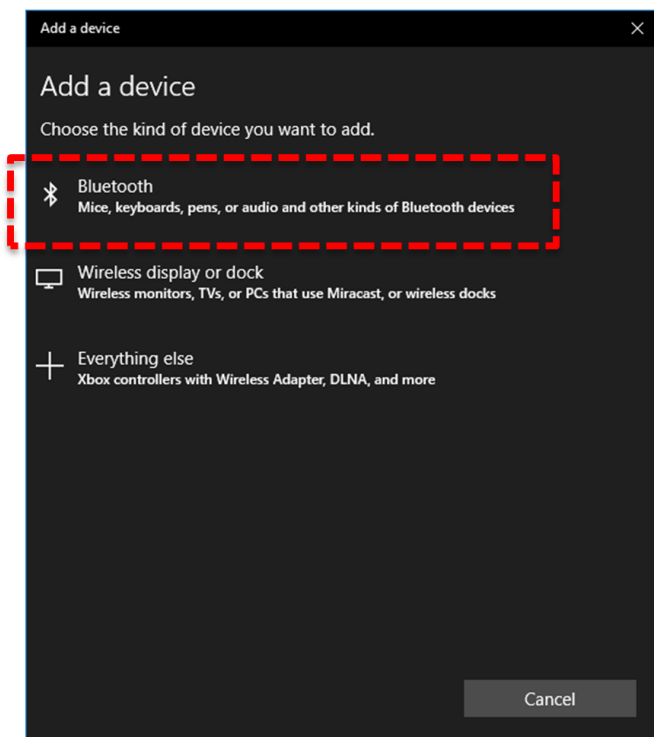 Add a device
Add a device
Choose the kind of device you want to add.
Bluetooth
Mice, keyboards, pens, or audio and other kinds of Bluetooth devices
Wireless display or dock
Wireless monitors, TVs, or PCs that use Miracast, or wireless docks
Everything else
Xbox controllers with Wireless Adapter, DLNA, and more
Cancel